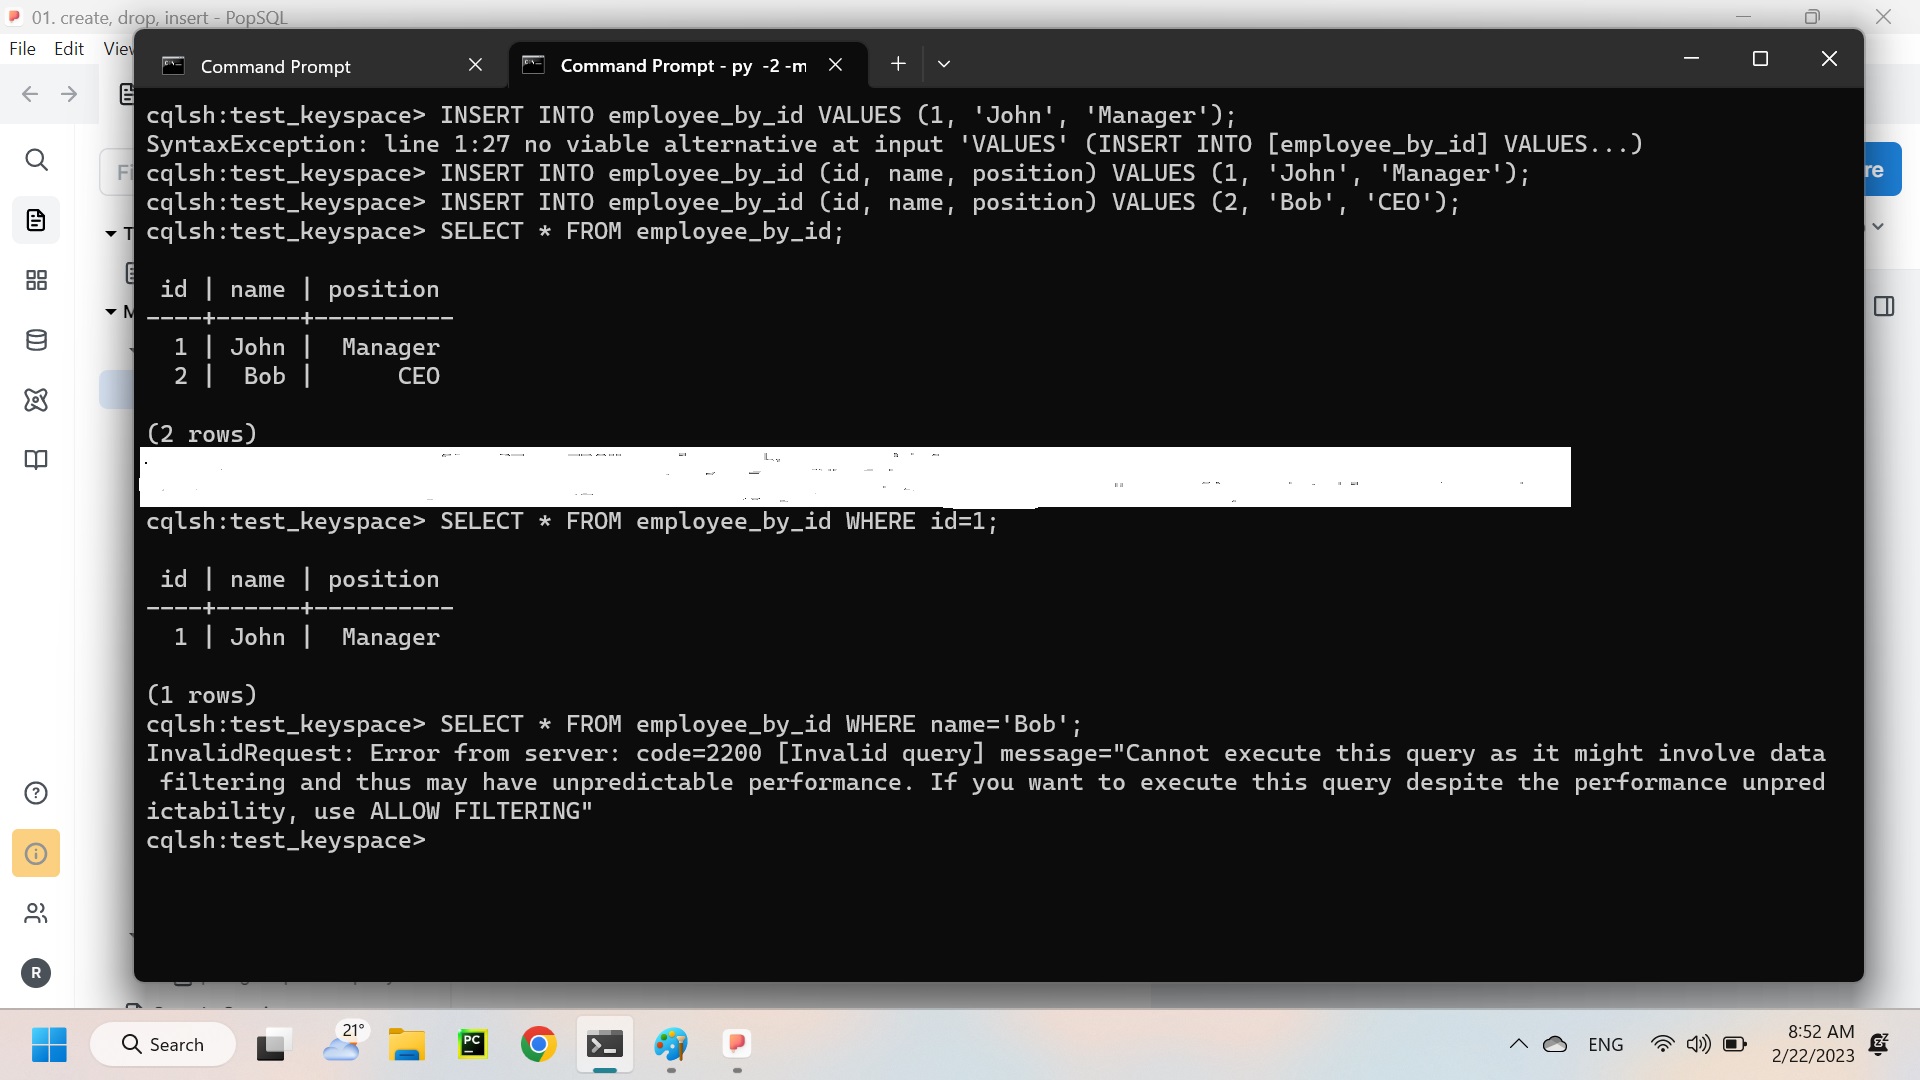 01. create, drop, insert - PopSQL
File Edit View
Command Prompt
Command Prompt - py -2 -m
cqlsh:test_keyspace> INSERT INTO employee_by_id VALUES (1, 'John', 'Manager');
SyntaxException: line 1:27 no viable alternative at input 'VALUES' (INSERT INTO [employee_by_id] VALUES...)
cqlsh:test_keyspace> INSERT INTO employee_by_id (id, name, position) VALUES (1, 'John', 'Manager');
cqlsh:test_keyspace> INSERT INTO employee_by_id (id, name, position) VALUES (2, 'Bob', 'CEO');
cqlsh:test_keyspace> SELECT * FROM employee_by_id;
id | name | position
----+------+----------
1 | John | Manager
2 | Bob | CEO
(2 rows)
cqlsh:test_keyspace> SELECT * FROM employee_by_id WHERE id=1;
id | name | position
----+------+----------
1 | John | Manager
(1 rows)
cqlsh:test_keyspace> SELECT * FROM employee_by_id WHERE name='Bob';
InvalidRequest: Error from server: code=2200 [Invalid query] message="Cannot execute this query as it might involve data
filtering and thus may have unpredictable performance. If you want to execute this query despite the performance unpred
ictability, use ALLOW FILTERING"
cqlsh:test_keyspace>
R
Search
21°
PC
ENG
8:52 AM
2/22/2023